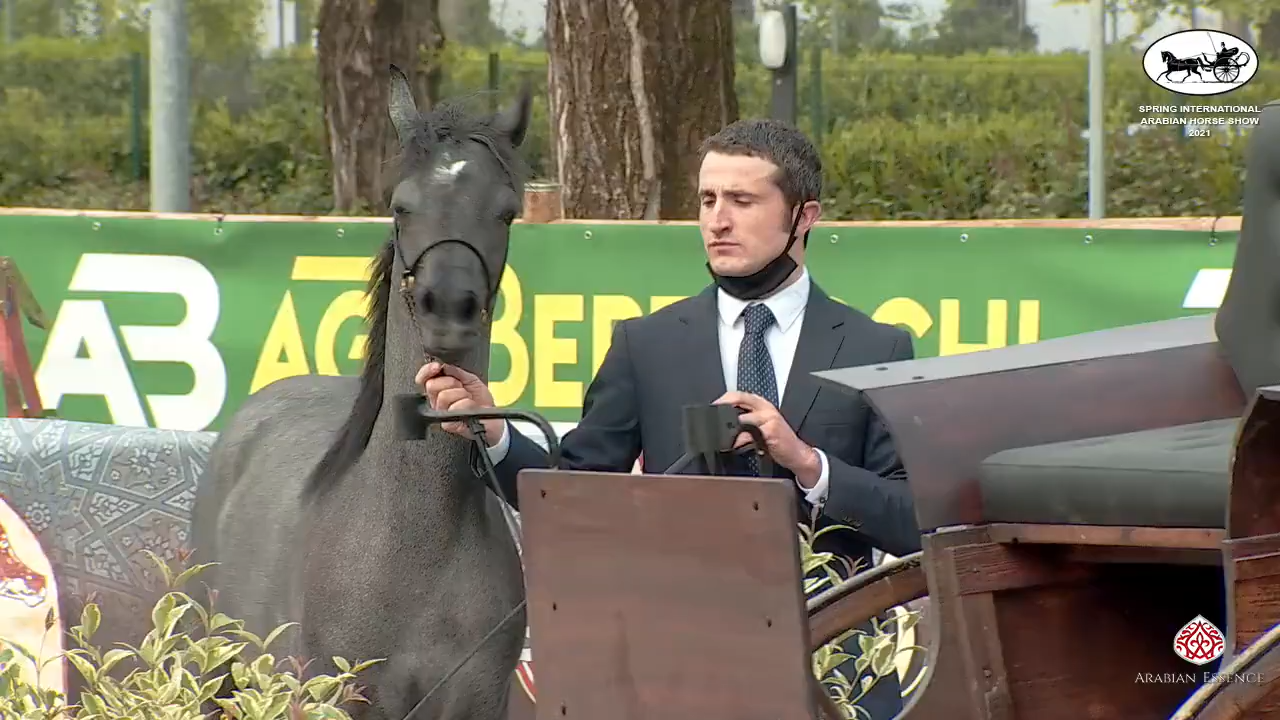 SPRING INTERNATIONAL
ARABIAN HORSE SHOW
2021
AB
ARABIAN ESSENCE